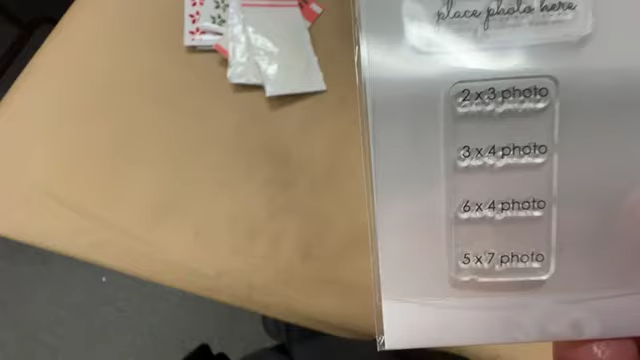 place photo here
2 x 3 photo
3 x 4 photo
6 x 4 photo
5 x 7 photo